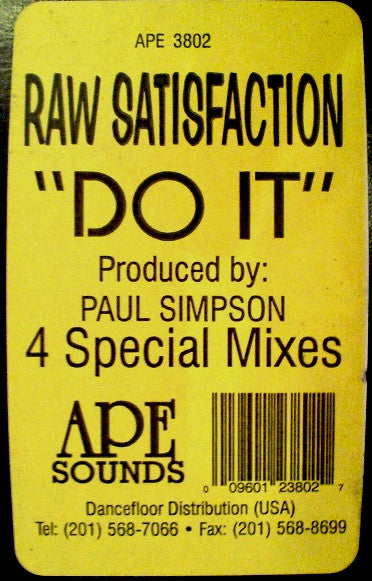 APE 3802
RAW SATISFACTION
"DO IT"
Produced by:
PAUL SIMPSON
4 Special Mixes
APE
SOUNDS
0 09601 23802 7
Dancefloor Distribution (USA)
Tel: (201) 568-7066 • Fax: (201) 568-8699